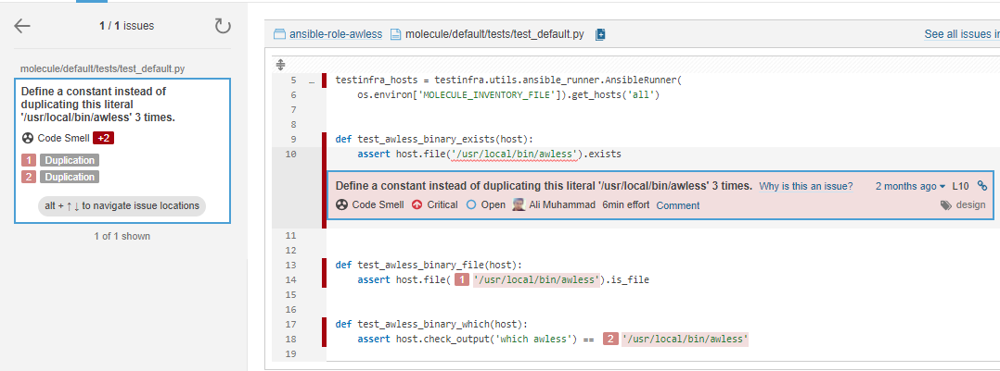 1 / 1 issues
molecule/default/tests/test_default.py
Define a constant instead of
duplicating this literal
'/usr/local/bin/awless' 3 times.
Code Smell +2
1 Duplication
2 Duplication
alt + ↑ ↓ to navigate issue locations
1 of 1 shown
ansible-role-awless molecule/default/tests/test_default.py See all issues in
5 … testinfra_hosts = testinfra.utils.ansible_runner.AnsibleRunner(
6 os.environ['MOLECULE_INVENTORY_FILE']).get_hosts('all')
7
8
9 def test_awless_binary_exists(host):
10 assert host.file('/usr/local/bin/awless').exists
Define a constant instead of duplicating this literal '/usr/local/bin/awless' 3 times. Why is this an issue? 2 months ago L10
Code Smell Critical Open Ali Muhammad 6min effort Comment design
11
12
13 def test_awless_binary_file(host):
14 assert host.file( 1 '/usr/local/bin/awless').is_file
15
16
17 def test_awless_binary_which(host):
18 assert host.check_output('which awless') == 2 '/usr/local/bin/awless'
19